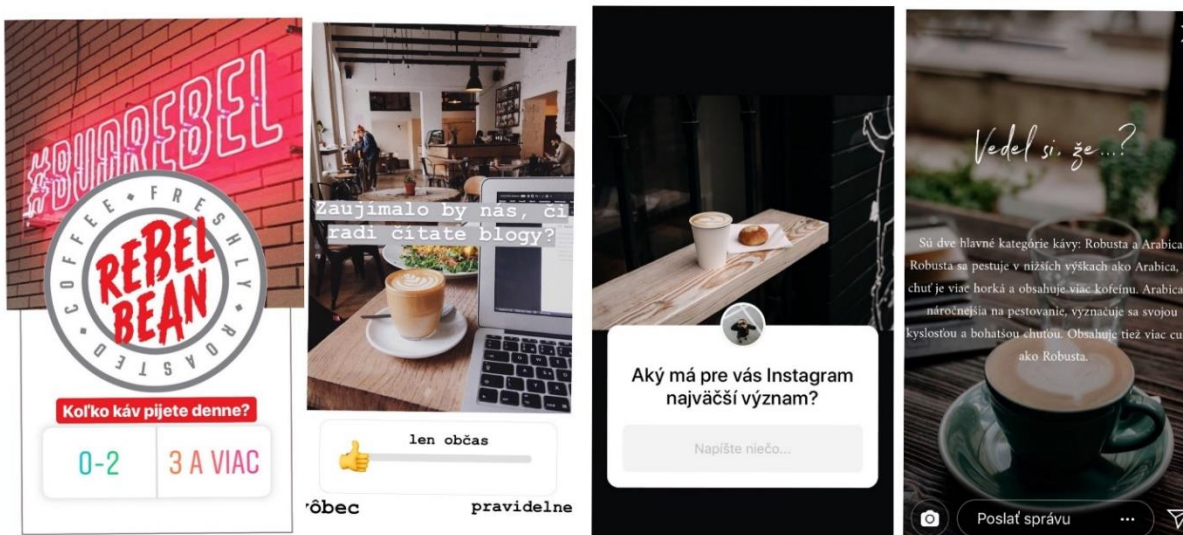 #BUDREBEL
COFFEE • FRESHLY • ROASTED •
REBEL
BEAN
Koľko káv pijete denne?
0-2
3 A VIAC
Zaujímalo by nás, či
radi čítate blogy?
len občas
vôbec
pravidelne
Aký má pre vás Instagram
najväčší význam?
Napíšte niečo...
Vedel si, že...?
Sú dve hlavné kategórie kávy: Robusta a Arabica
Robusta sa pestuje v nižších výškach ako Arabica,
chuť je viac horká a obsahuje viac kofeínu. Arabica
náročnejšia na pestovanie, vyznačuje sa svojou
kyslosťou a bohatšou chuťou. Obsahuje tiež viac cu
ako Robusta.
Poslať správu